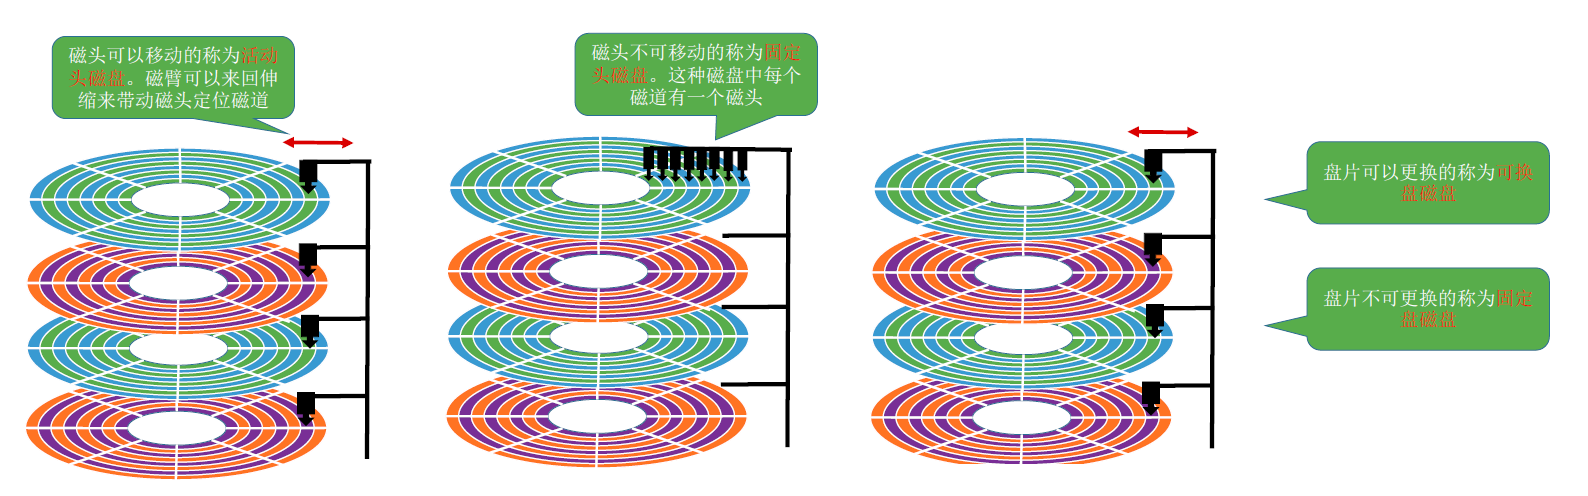 磁头可以移动的称为活动
头磁盘。磁臂可以来回伸
缩来带动磁头定位磁道
磁头不可移动的称为固定
头磁盘。这种磁盘中每个
磁道有一个磁头
盘片可以更换的称为可换
盘磁盘
盘片不可更换的称为固定
盘磁盘